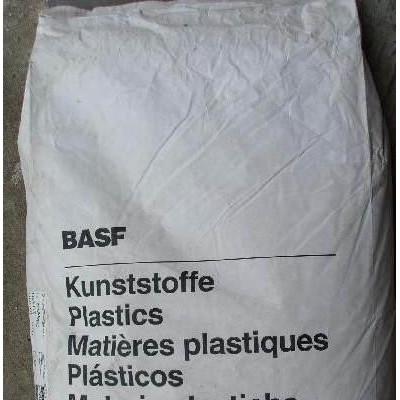 BASF
Kunststoffe
Plastics
Matières plastiques
Plásticos